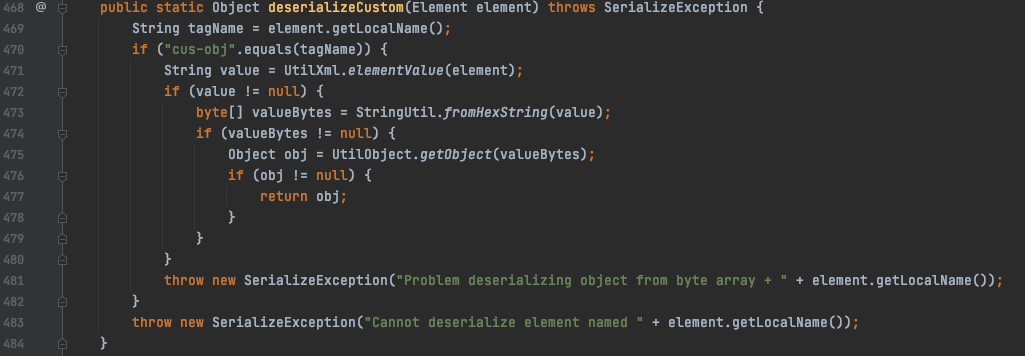 468 @ public static Object deserializeCustom(Element element) throws SerializeException {
469 String tagName = element.getLocalName();
470 if ("cus-obj".equals(tagName)) {
471 String value = UtilXml.elementValue(element);
472 if (value != null) {
473 byte[] valueBytes = StringUtil.fromHexString(value);
474 if (valueBytes != null) {
475 Object obj = UtilObject.getObject(valueBytes);
476 if (obj != null) {
477 return obj;
478 }
479 }
480 }
481 throw new SerializeException("Problem deserializing object from byte array + " + element.getLocalName());
482 }
483 throw new SerializeException("Cannot deserialize element named " + element.getLocalName());
484 }